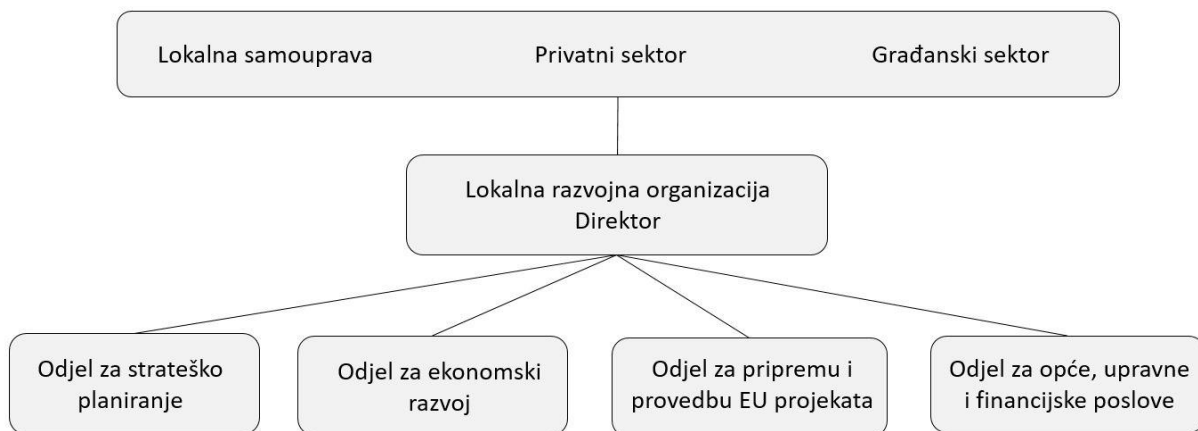 Lokalna samouprava Privatni sektor Građanski sektor
Lokalna razvojna organizacija
Direktor
Odjel za strateško
planiranje
Odjel za ekonomski
razvoj
Odjel za pripremu i
provedbu EU projekata
Odjel za opće, upravne
i financijske poslove